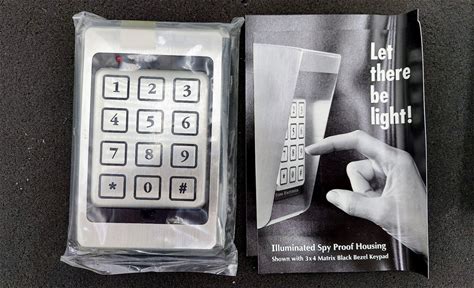 1 2 3
4 5 6
7 8 9
* 0 #
Let
there
be
light!
Illuminated Spy Proof Housing
Shown with 3x4 Matrix Black Bezel Keypad